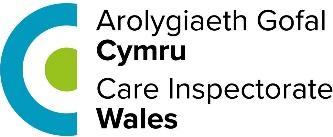 Arolygiaeth Gofal
Cymru
Care Inspectorate
Wales